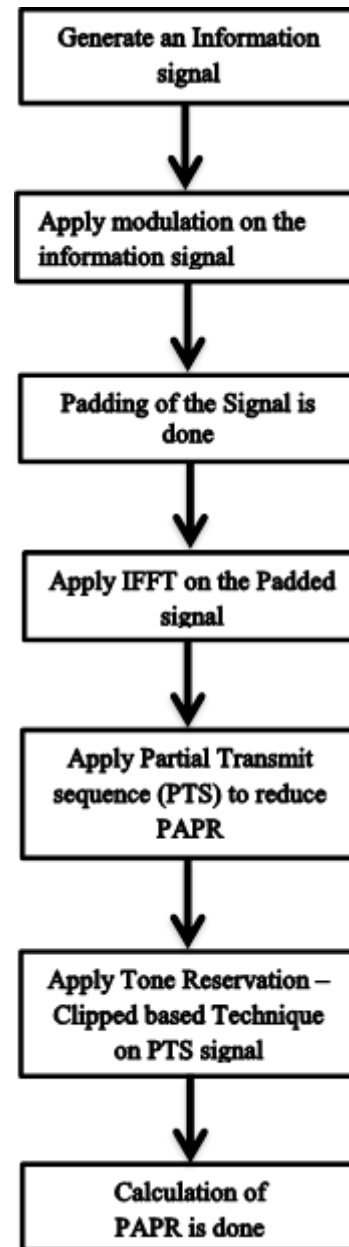 Generate an Information
signal
Apply modulation on the
information signal
Padding of the Signal is
done
Apply IFFT on the Padded
signal
Apply Partial Transmit
sequence (PTS) to reduce
PAPR
Apply Tone Reservation –
Clipped based Technique
on PTS signal
Calculation of
PAPR is done